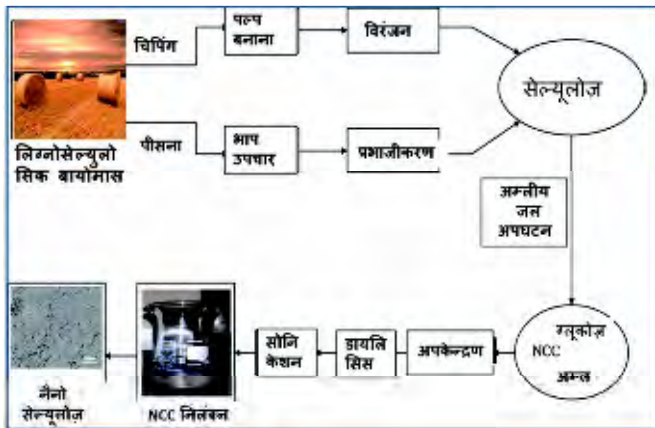 चिपिंग
पल्प
बनाना
विरंजन
सेल्यूलोज़
लिग्नोसेल्युलो
सिक बायोमास
पीसना
भाप
उपचार
प्रभाजीकरण
अम्लीय
जल
अपघटन
ग्लूकोज़
NCC
अम्ल
अपकेन्द्रण
डायलि
सिस
सोनि
केशन
NCC निलंबन
नैनो
सेल्यूलोज़